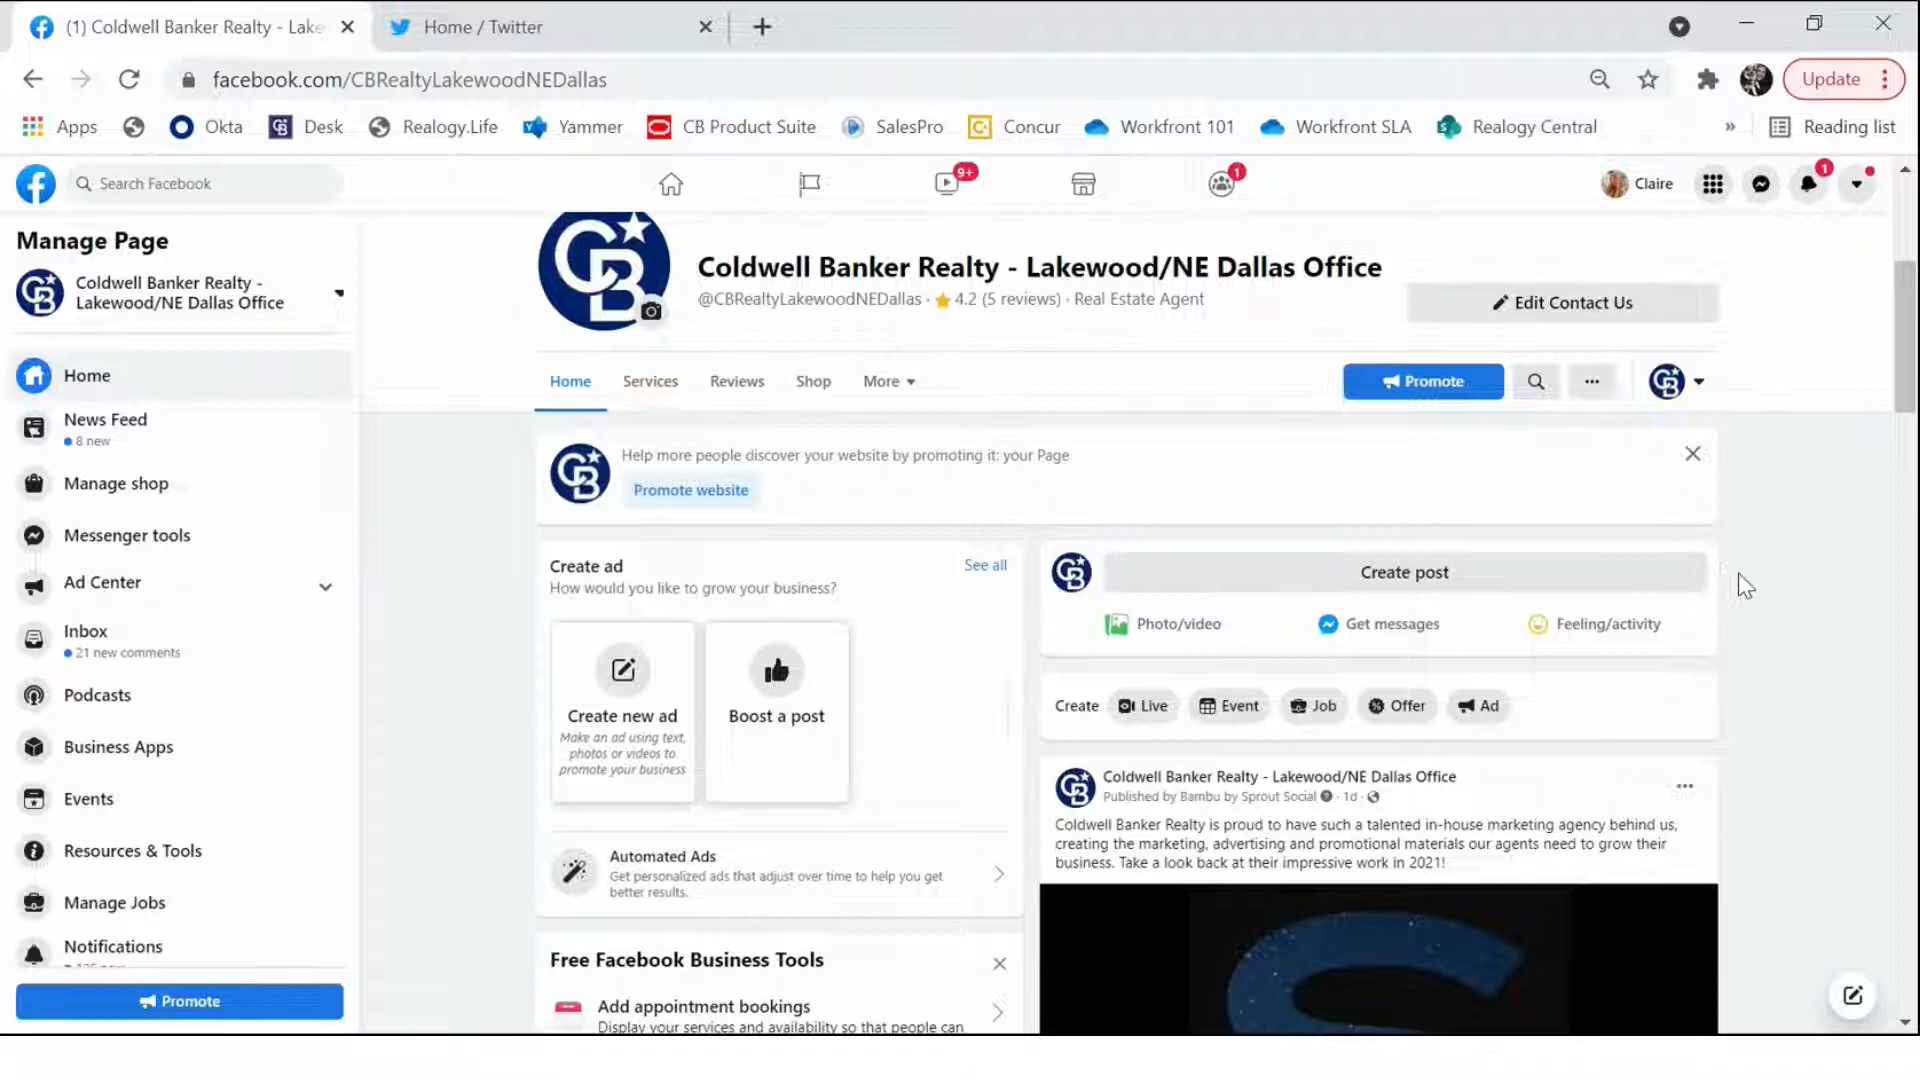 (1) Coldwell Banker Realty - Lake
Home / Twitter
facebook.com/CBRealtyLakewoodNEDallas
Update
Apps
Okta
Desk
Realogy.Life
Yammer
CB Product Suite
SalesPro
Concur
Workfront 101
Workfront SLA
Realogy Central
»
Reading list
Search Facebook
9+
1
Claire
1
Manage Page
Coldwell Banker Realty -
Lakewood/NE Dallas Office
Home
News Feed
8 new
Manage shop
Messenger tools
Ad Center
Inbox
21 new comments
Podcasts
Business Apps
Events
Resources & Tools
Manage Jobs
Notifications
Promote
CB
Coldwell Banker Realty - Lakewood/NE Dallas Office
@CBRealtyLakewoodNEDallas · 4.2 (5 reviews) · Real Estate Agent
Edit Contact Us
Home
Services
Reviews
Shop
More
Promote
Help more people discover your website by promoting it: your Page
Promote website
Create ad
See all
How would you like to grow your business?
Create new ad
Make an ad using text,
photos or videos to
promote your business
Boost a post
Automated Ads
Get personalized ads that adjust over time to help you get
better results.
Free Facebook Business Tools
Add appointment bookings
Display your services and availability so that people can
Create post
Photo/video
Get messages
Feeling/activity
Create
Live
Event
Job
Offer
Ad
Coldwell Banker Realty - Lakewood/NE Dallas Office
Published by Bambu by Sprout Social · 1d ·
Coldwell Banker Realty is proud to have such a talented in-house marketing agency behind us,
creating the marketing, advertising and promotional materials our agents need to grow their
business. Take a look back at their impressive work in 2021!